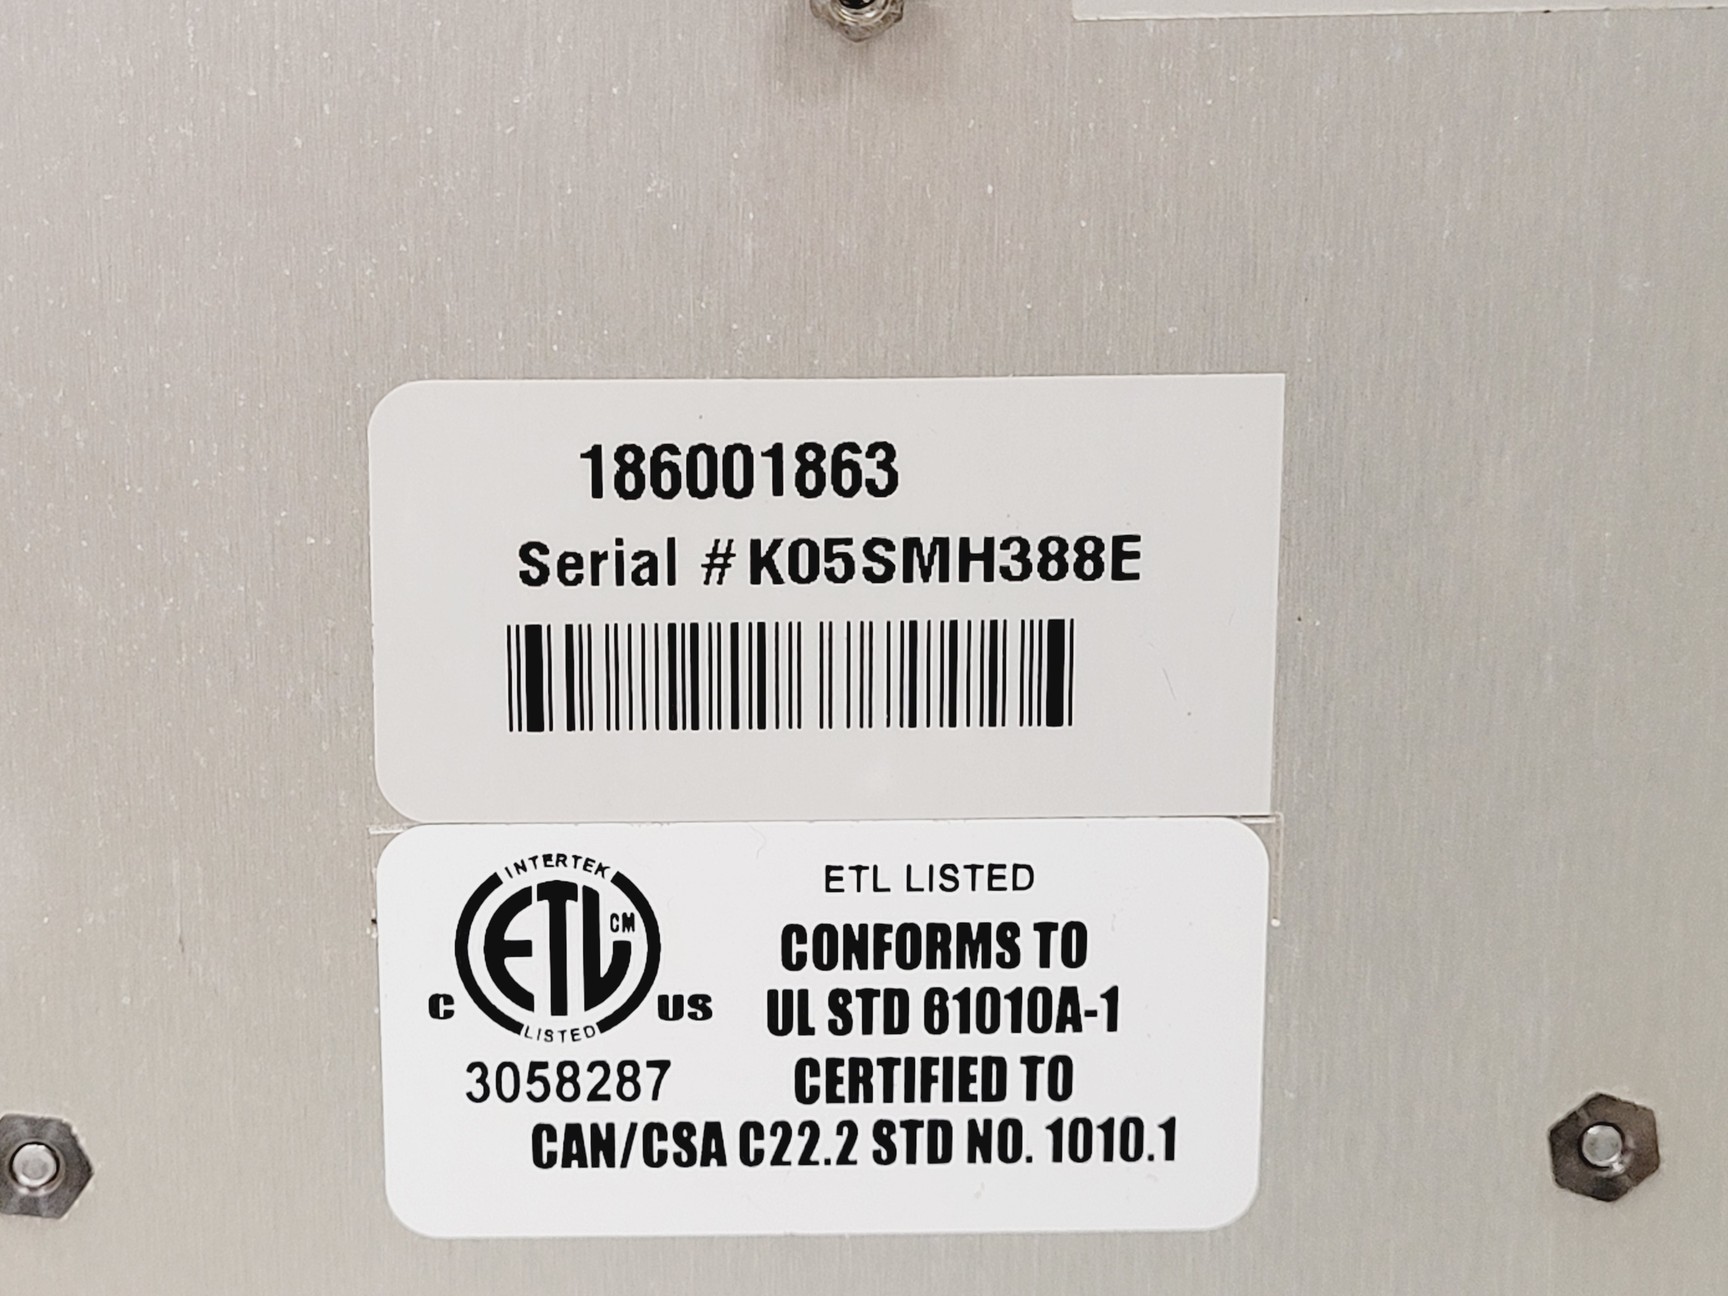 186001863
Serial # K05SMH388E
INTERTEK
ETL CM
C US
LISTED
3058287
ETL LISTED
CONFORMS TO
UL STD 61010A-1
CERTIFIED TO
CAN/CSA C22.2 STD NO. 1010.1